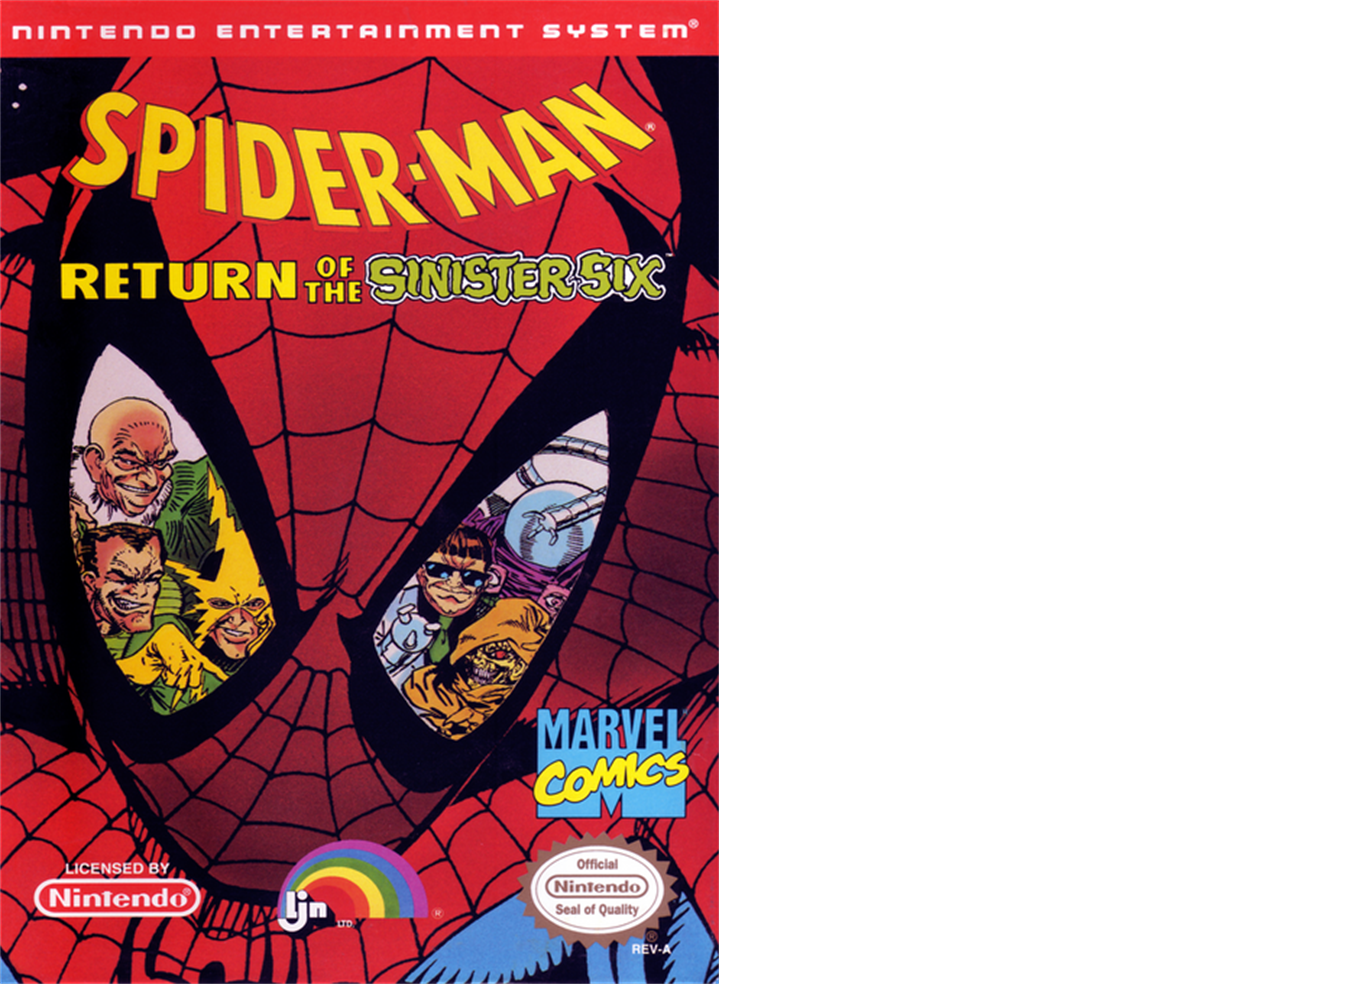 NINTENDO ENTERTAINMENT SYSTEM®
SPIDER-MAN®
RETURN OF THE SINISTER SIX™
MARVEL
COMICS
M
LICENSED BY
Nintendo®
ljn
LTD
®
Official
Nintendo
Seal of Quality
®
REV-A